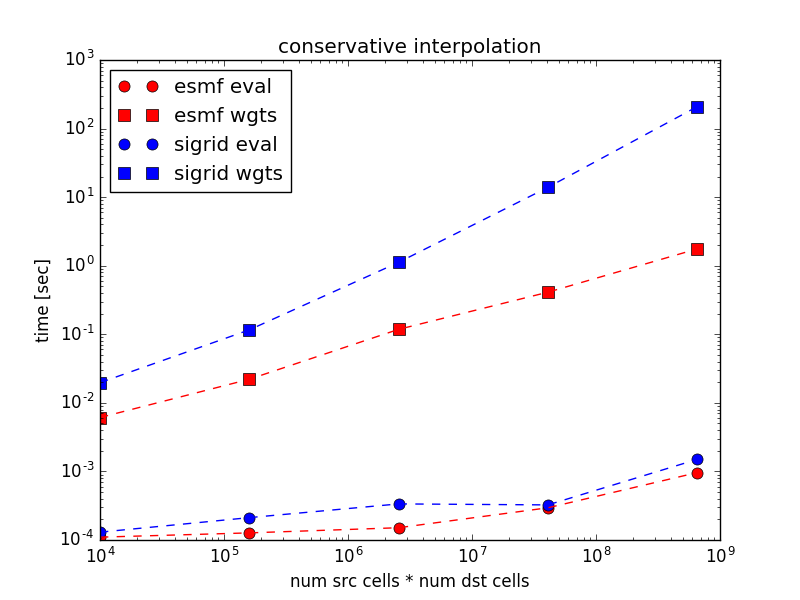 conservative interpolation
10^3
10^2
10^1
10^0
10^-1
10^-2
10^-3
10^-4
time [sec]
esmf eval
esmf wgts
sigrid eval
sigrid wgts
10^4 10^5 10^6 10^7 10^8 10^9
num src cells * num dst cells